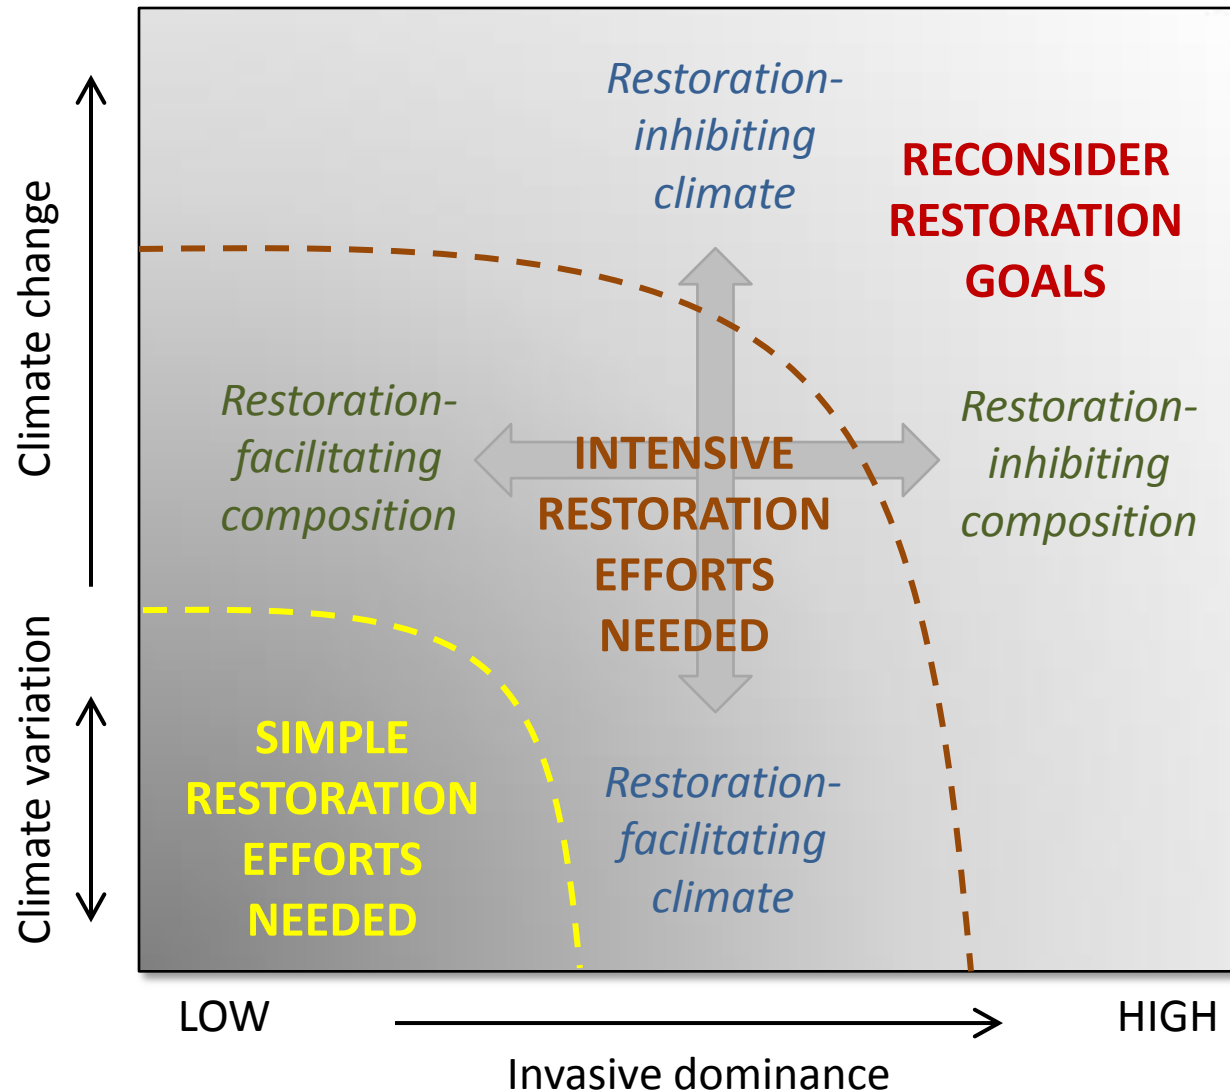 Restoration-
inhibiting
climate
RECONSIDER
RESTORATION
GOALS
Climate change
Restoration-
facilitating
composition
INTENSIVE
RESTORATION
EFFORTS
NEEDED
Restoration-
inhibiting
composition
Climate variation
SIMPLE
RESTORATION
EFFORTS
NEEDED
Restoration-
facilitating
climate
LOW
HIGH
Invasive dominance